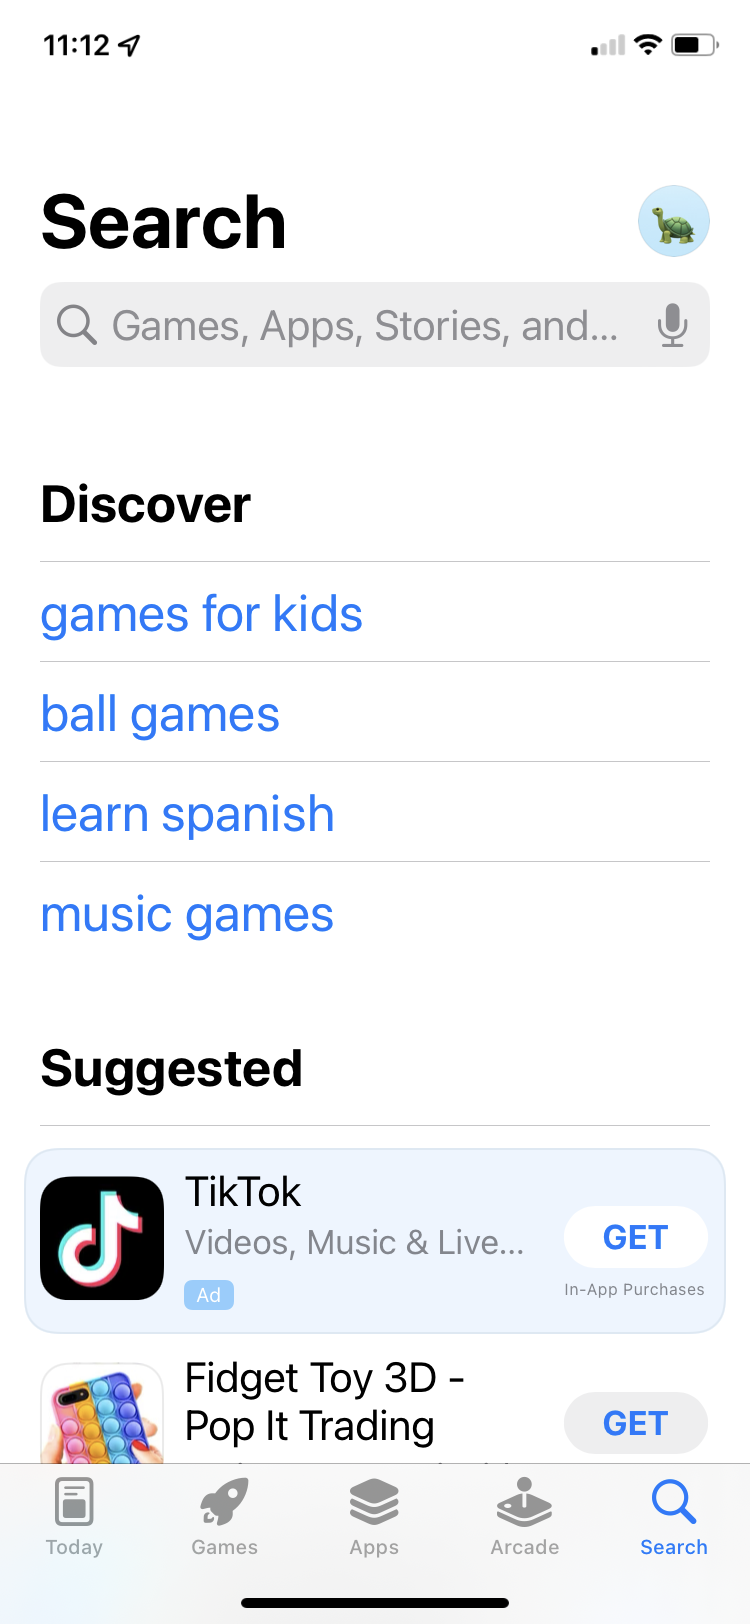 11:12
Search
Games, Apps, Stories, and...
Discover
games for kids
ball games
learn spanish
music games
Suggested
TikTok
Videos, Music & Live...
GET
Ad
In-App Purchases
Fidget Toy 3D -
Pop It Trading
GET
Today
Games
Apps
Arcade
Search